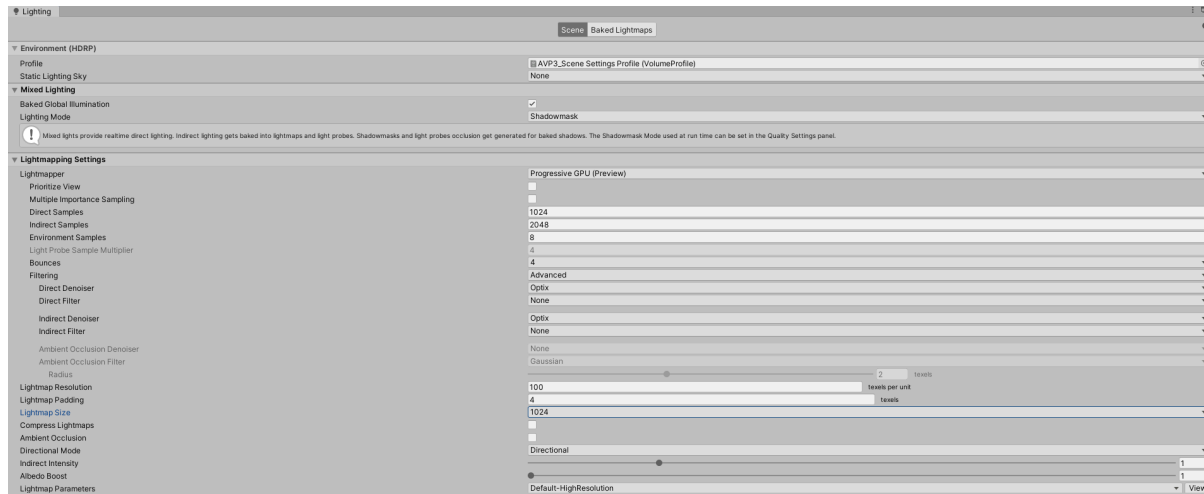 Lighting
Scene Baked Lightmaps
Environment (HDRP)
Profile AVP3_Scene Settings Profile (VolumeProfile)
Static Lighting Sky None
Mixed Lighting
Baked Global Illumination
Lighting Mode Shadowmask
Mixed lights provide realtime direct lighting. Indirect lighting gets baked into lightmaps and light probes. Shadowmasks and light probes occlusion get generated for baked shadows. The Shadowmask Mode used at run time can be set in the Quality Settings panel.
Lightmapping Settings
Lightmapper Progressive GPU (Preview)
Prioritize View
Multiple Importance Sampling
Direct Samples 1024
Indirect Samples 2048
Environment Samples 8
Light Probe Sample Multiplier 4
Bounces 4
Filtering Advanced
Direct Denoiser Optix
Direct Filter None
Indirect Denoiser Optix
Indirect Filter None
Ambient Occlusion Denoiser None
Ambient Occlusion Filter Gaussian
Radius 2 texels
Lightmap Resolution 100 texels per unit
Lightmap Padding 4 texels
Lightmap Size 1024
Compress Lightmaps
Ambient Occlusion
Directional Mode Directional
Indirect Intensity 1
Albedo Boost 1
Lightmap Parameters Default-HighResolution View